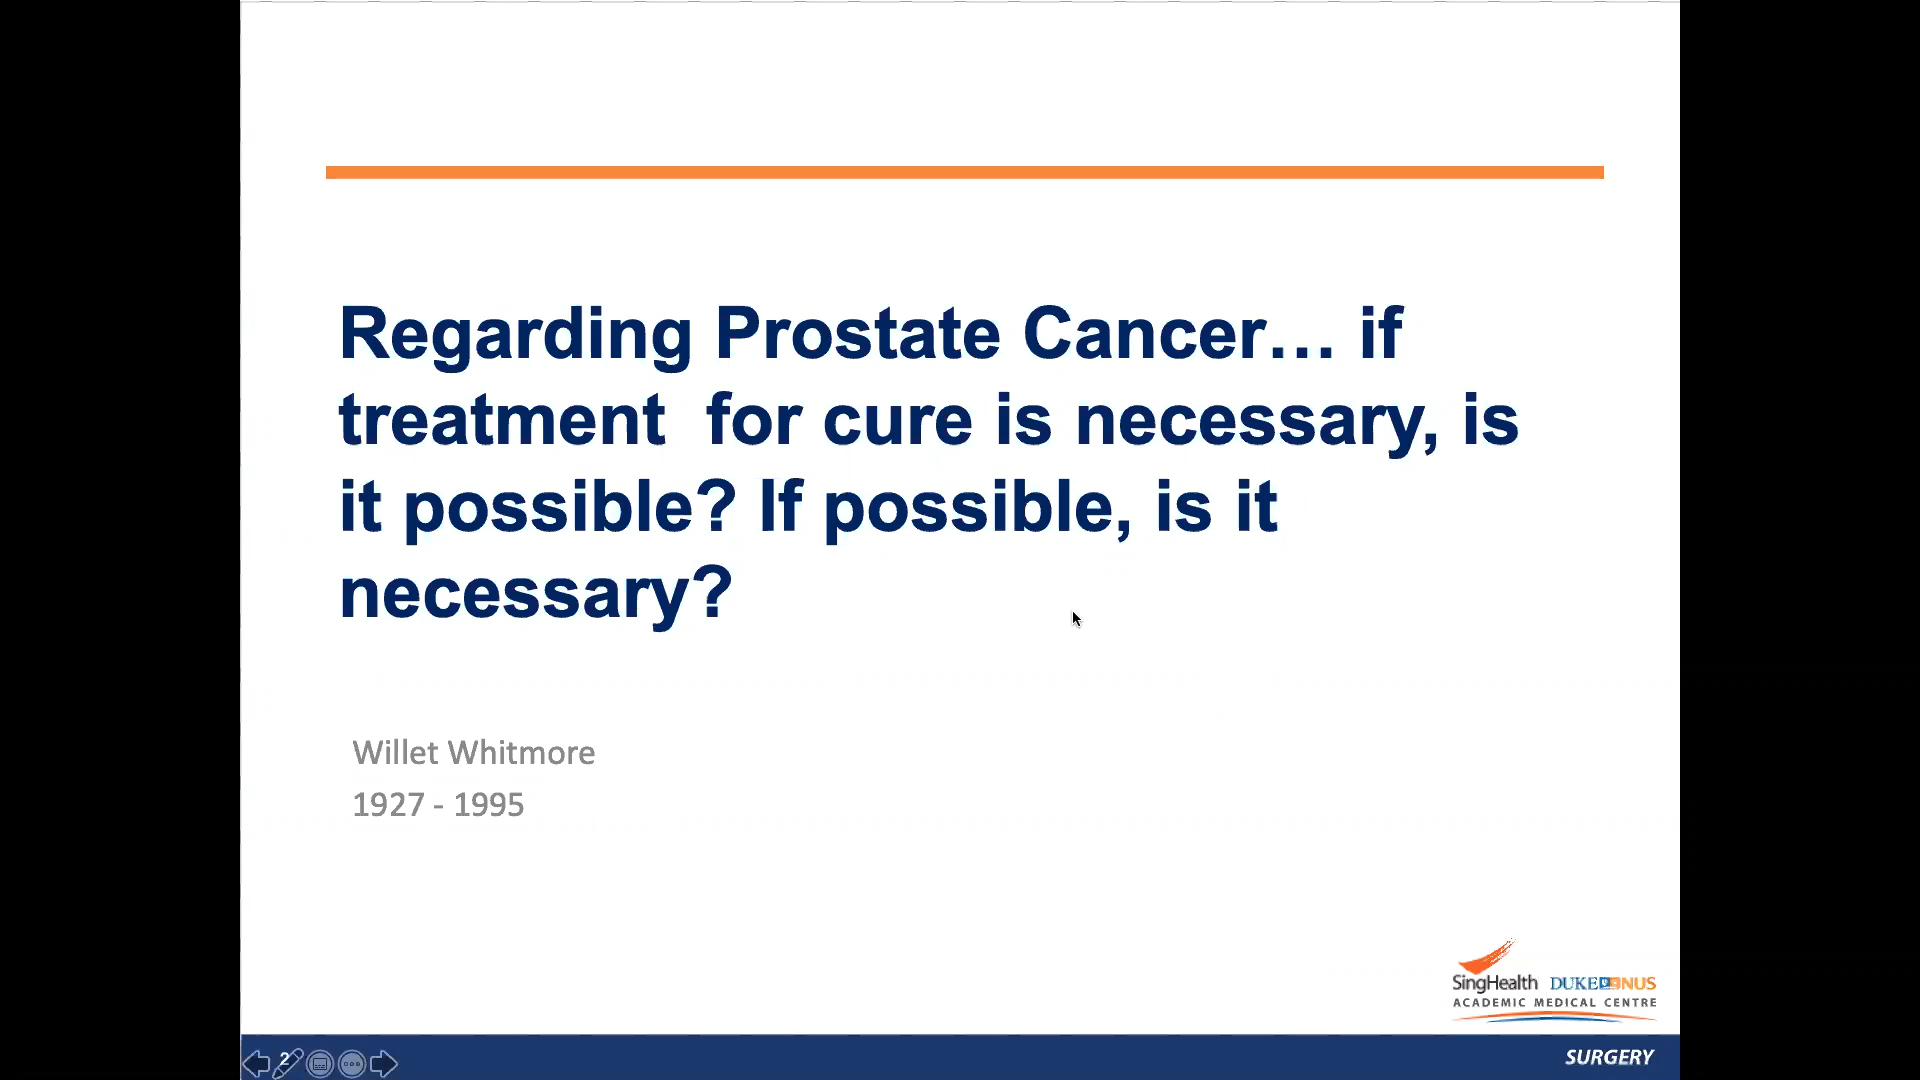 Regarding Prostate Cancer… if
treatment  for cure is necessary, is
it possible? If possible, is it
necessary?
Willet Whitmore
1927 - 1995
SingHealth DUKE NUS
ACADEMIC MEDICAL CENTRE
2
SURGERY